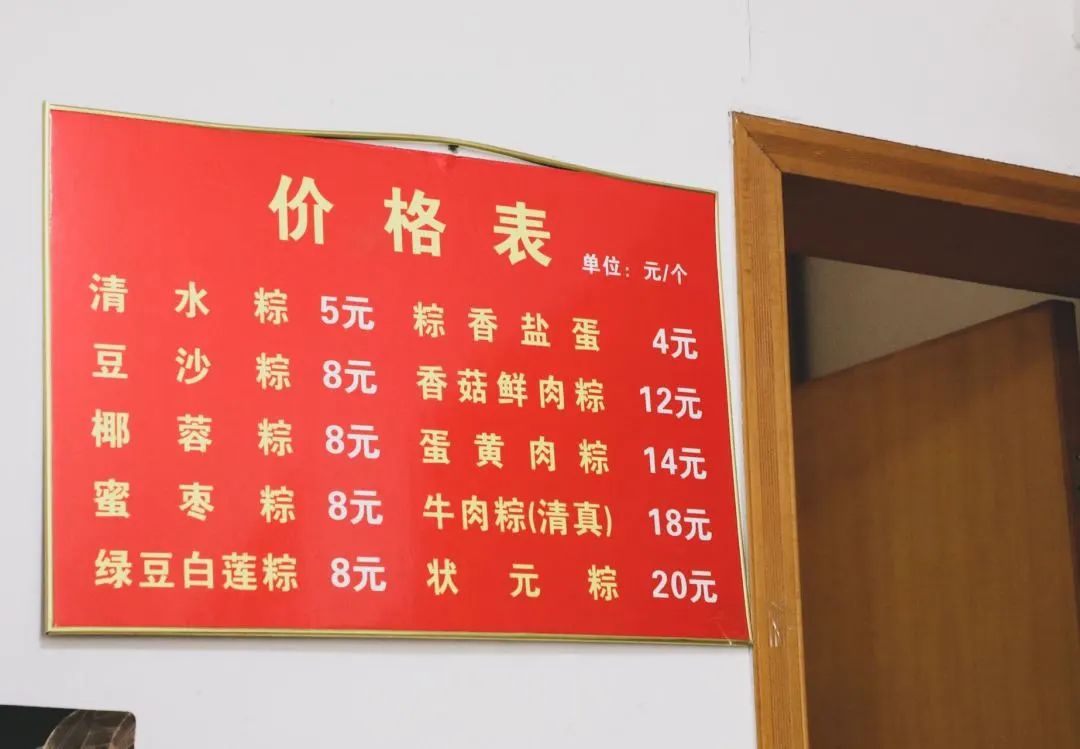 价格表
单位：元/个
清水粽 5元 粽香盐蛋 4元
豆沙粽 8元 香菇鲜肉粽 12元
椰蓉粽 8元 蛋黄肉粽 14元
蜜枣粽 8元 牛肉粽(清真) 18元
绿豆白莲粽 8元 状元粽 20元